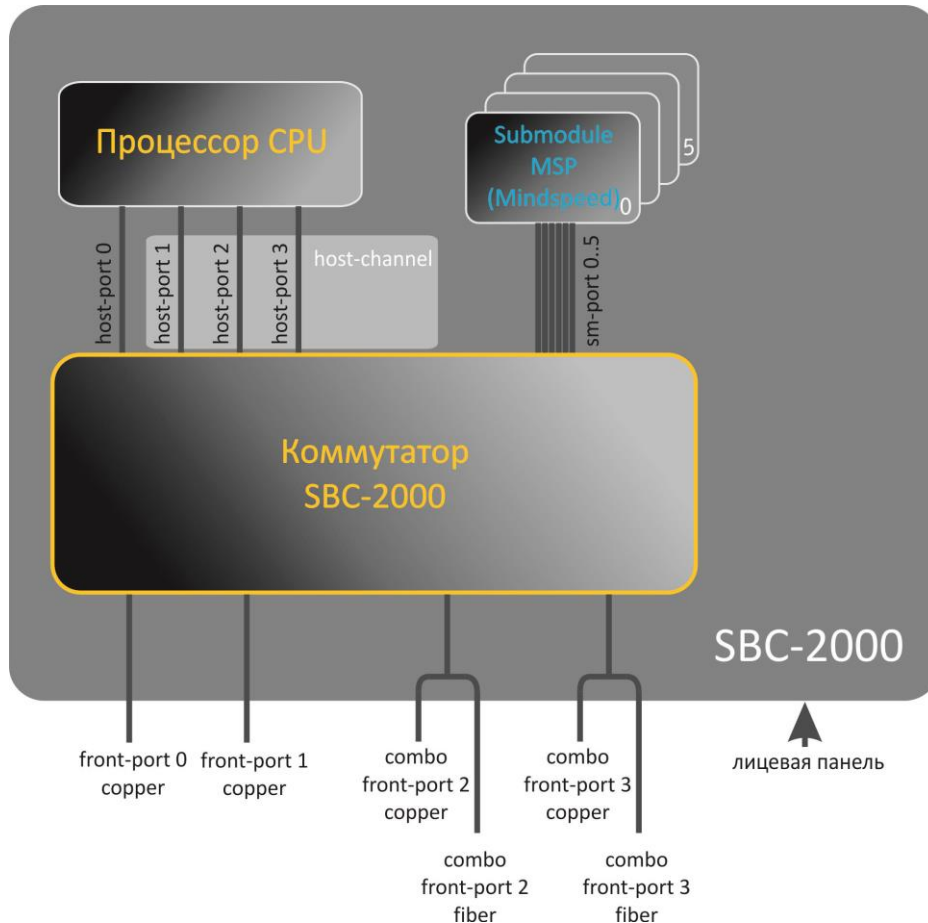 Процессор CPU
Submodule
MSP
(Mindspeed)
0
5
host-port 0
host-port 1
host-port 2
host-port 3
host-channel
sm-port 0..5
Коммутатор
SBC-2000
SBC-2000
front-port 0
copper
front-port 1
copper
combo
front-port 2
copper
combo
front-port 3
copper
лицевая панель
combo
front-port 2
fiber
combo
front-port 3
fiber